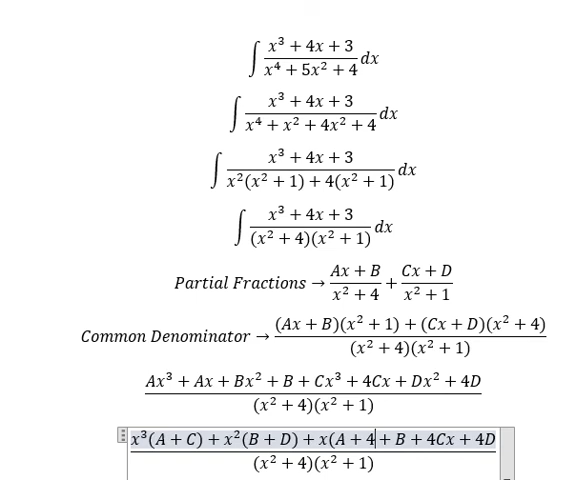 ∫ (x³ + 4x + 3)/(x⁴ + 5x² + 4) dx
∫ (x³ + 4x + 3)/(x⁴ + x² + 4x² + 4) dx
∫ (x³ + 4x + 3)/(x²(x² + 1) + 4(x² + 1)) dx
∫ (x³ + 4x + 3)/((x² + 4)(x² + 1)) dx
Partial Fractions → (Ax + B)/(x² + 4) + (Cx + D)/(x² + 1)
Common Denominator → ((Ax + B)(x² + 1) + (Cx + D)(x² + 4))/((x² + 4)(x² + 1))
(Ax³ + Ax + Bx² + B + Cx³ + 4Cx + Dx² + 4D)/((x² + 4)(x² + 1))
x³(A + C) + x²(B + D) + x(A + 4 + B + 4Cx + 4D/((x² + 4)(x² + 1))